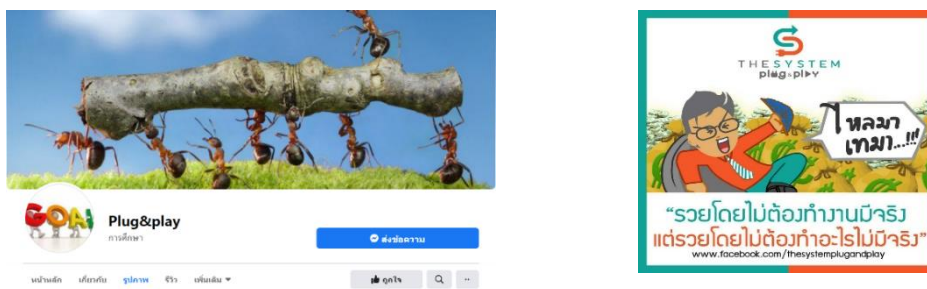 GOAL
Plug&play
การศึกษา
ส่งข้อความ
หน้าหลัก เกี่ยวกับ รูปภาพ รีวิว เพิ่มเติม
ถูกใจ
THE SYSTEM
plug & play
ไหลมา
เทมา..!!!
“รวยโดยไม่ต้องทำงานมีจริง
แต่รวยโดยไม่ต้องทำอะไรไม่มีจริง”
www.facebook.com/thesystemplugandplay